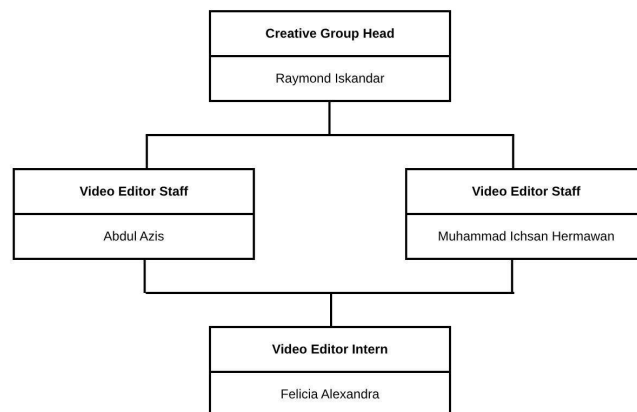 Creative Group Head
Raymond Iskandar
Video Editor Staff
Abdul Azis
Video Editor Staff
Muhammad Ichsan Hermawan
Video Editor Intern
Felicia Alexandra